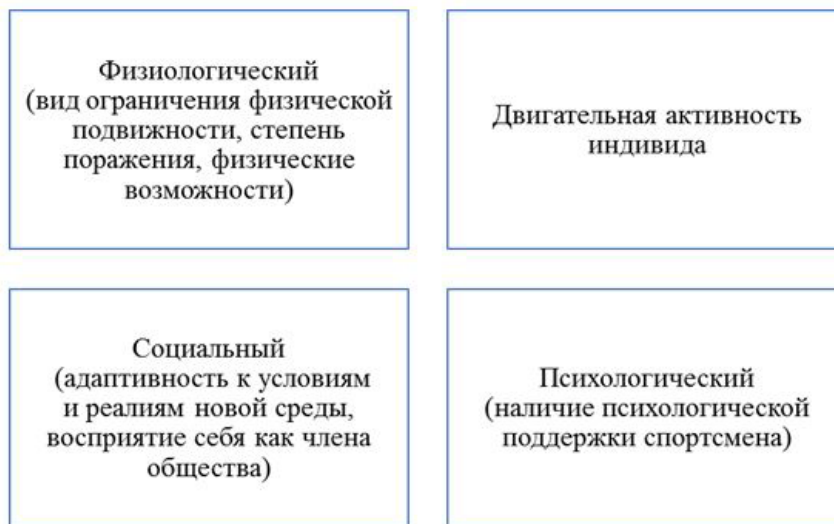 Физиологический
(вид ограничения физической
подвижности, степень
поражения, физические
возможности)
Двигательная активность
индивида
Социальный
(адаптивность к условиям
и реалиям новой среды,
восприятие себя как члена
общества)
Психологический
(наличие психологической
поддержки спортсмена)